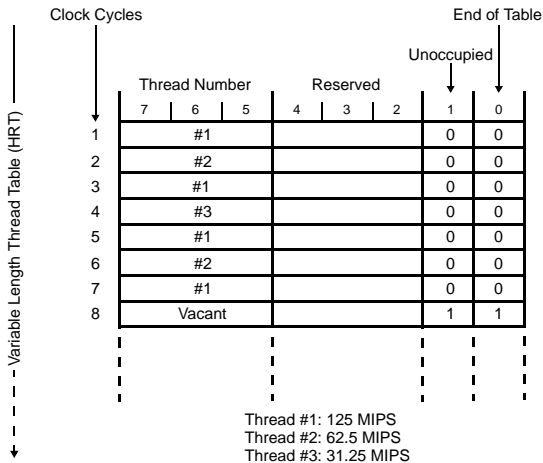 Clock Cycles
End of Table
Unoccupied
Thread Number
Reserved
7 6 5 4 3 2 1 0
1 #1 0 0
2 #2 0 0
3 #1 0 0
4 #3 0 0
5 #1 0 0
6 #2 0 0
7 #1 0 0
8 Vacant 1 1
Variable Length Thread Table (HRT)
Thread #1: 125 MIPS
Thread #2: 62.5 MIPS
Thread #3: 31.25 MIPS